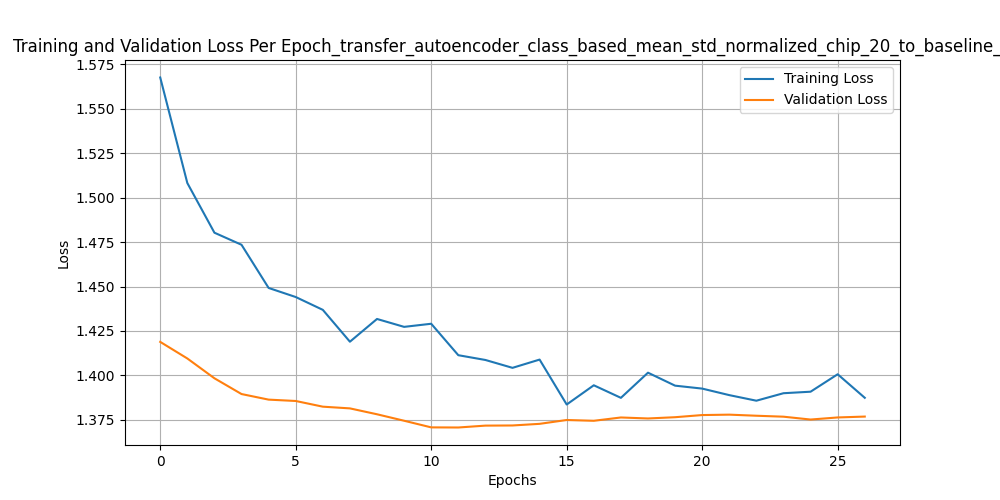 Training and Validation Loss Per Epoch_transfer_autoencoder_class_based_mean_std_normalized_chip_20_to_baseline_
1.575
1.550
1.525
1.500
1.475
1.450
1.425
1.400
1.375
Loss
Training Loss
Validation Loss
0 5 10 15 20 25
Epochs